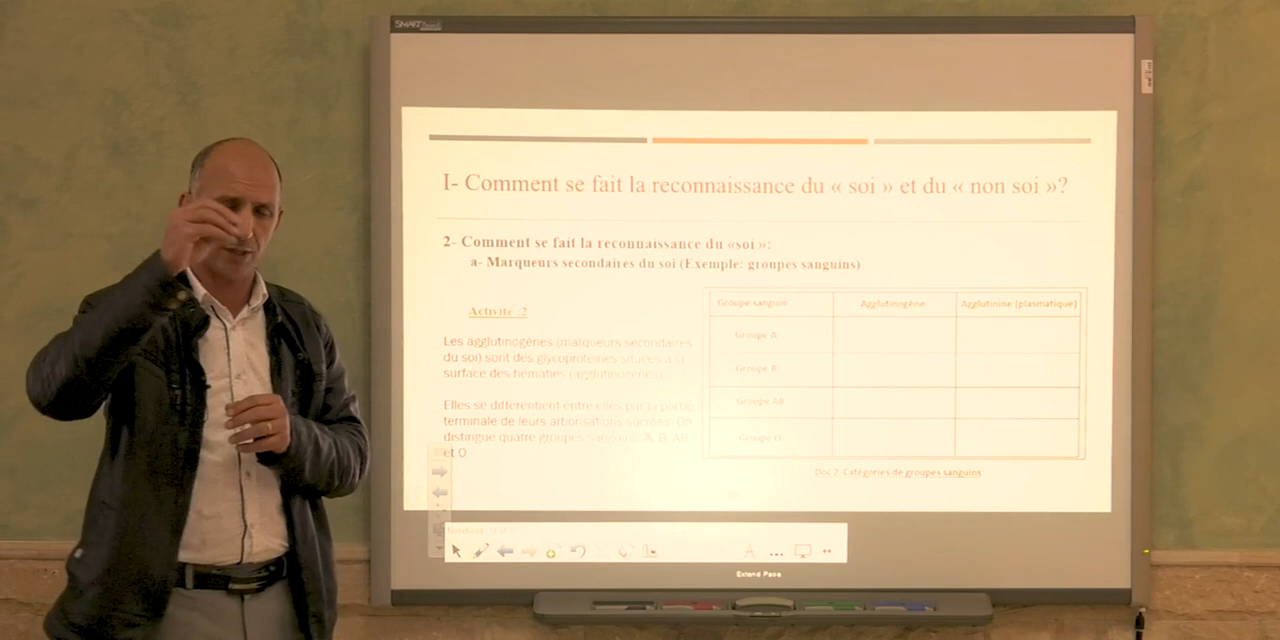 SMART Board
I- Comment se fait la reconnaissance du « soi » et du « non soi »?
2- Comment se fait la reconnaissance du «soi »:
a- Marqueurs secondaires du soi (Exemple: groupes sanguins)
Activité :2
Les agglutinogènes (marqueurs secondaires
du soi) sont des glycoprotéines situées à la
surface des hématies (agglutinogènes).
Elles se différentient entre elles par la partie
terminale de leurs arborisations sucrées. On
distingue quatre groupes sanguins A, B, AB
et O
Groupe sanguin Agglutinogène Agglutinine (plasmatique)
Groupe A
Groupe B
Groupe AB
Groupe O
Doc 2: Catégories de groupes sanguins
Extend Page